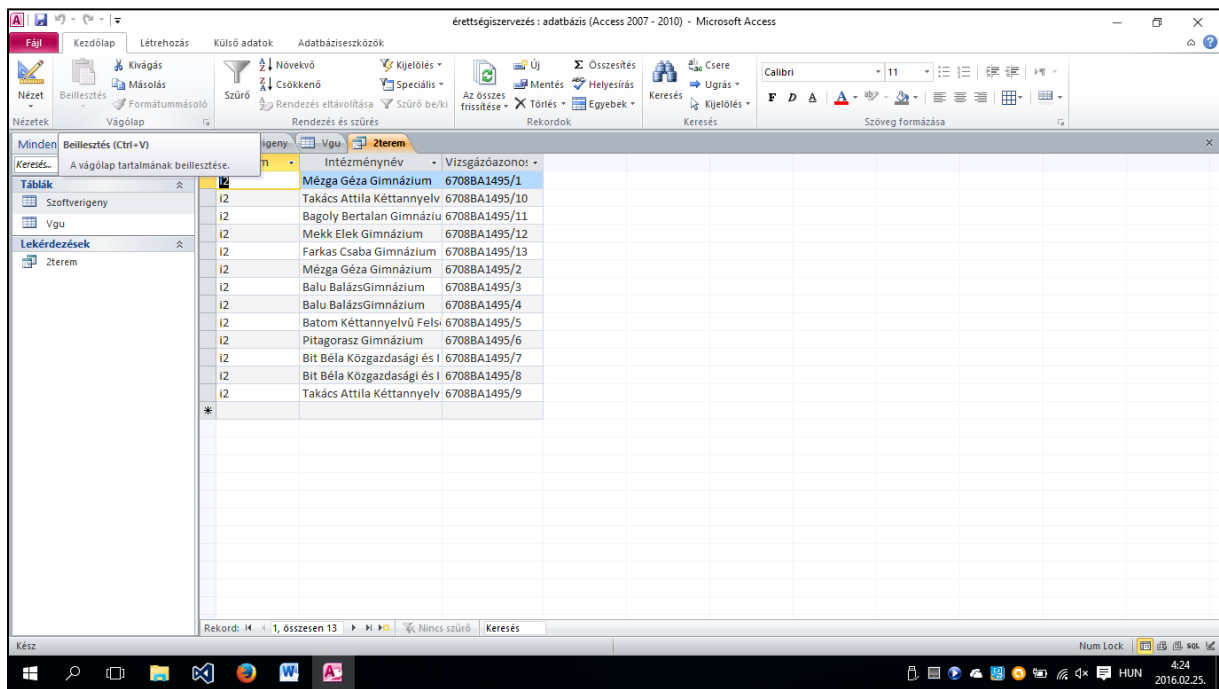 érettségiszervezés : adatbázis (Access 2007 - 2010) - Microsoft Access
Fájl Kezdőlap Létrehozás Külső adatok Adatbáziseszközök
Nézet
Nézetek
Beillesztés
Kivágás
Másolás
Formátummásoló
Vágólap
Szűrő
Növekvő
Csökkenő
Rendezés eltávolítása
Kijelölés
Speciális
Szűrő be/ki
Rendezés és szűrés
Az összes
frissítése
Új
Mentés
Törlés
Összesítés
Helyesírás
Egyebek
Rekordok
Keresés
Csere
Ugrás
Kijelölés
Keresés
Calibri 11
F D A
Szöveg formázása
Minden
Beillesztés (Ctrl+V)
A vágólap tartalmának beillesztése.
Keresés...
Táblák
Szoftverigeny
Vgu
Lekérdezések
2terem
igeny Vgu 2terem
m Intézménynév Vizsgázóazonos
i2 Mézga Géza Gimnázium 6708BA1495/1
i2 Takács Attila Kéttannyelv 6708BA1495/10
i2 Bagoly Bertalan Gimnáziu 6708BA1495/11
i2 Mekk Elek Gimnázium 6708BA1495/12
i2 Farkas Csaba Gimnázium 6708BA1495/13
i2 Mézga Géza Gimnázium 6708BA1495/2
i2 Balu BalázsGimnázium 6708BA1495/3
i2 Balu BalázsGimnázium 6708BA1495/4
i2 Batom Kéttannyelvű Fels 6708BA1495/5
i2 Pitagorasz Gimnázium 6708BA1495/6
i2 Bit Béla Közgazdasági és I 6708BA1495/7
i2 Bit Béla Közgazdasági és I 6708BA1495/8
i2 Takács Attila Kéttannyelv 6708BA1495/9
Rekord: 1, összesen 13 Nincs szűrő Keresés
Kész Num Lock SQL
HUN 4:24
2016.02.25.